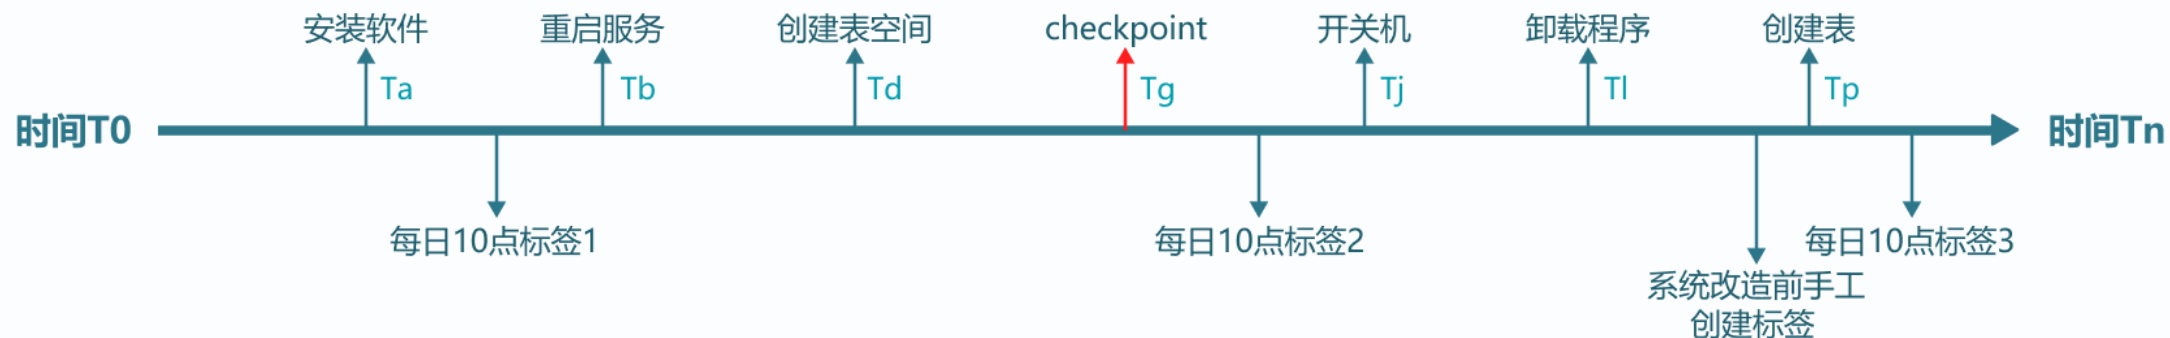 安装软件
重启服务
创建表空间
checkpoint
开关机
卸载程序
创建表
Ta
Tb
Td
Tg
Tj
Tl
Tp
时间T0
时间Tn
每日10点标签1
每日10点标签2
每日10点标签3
系统改造前手工
创建标签